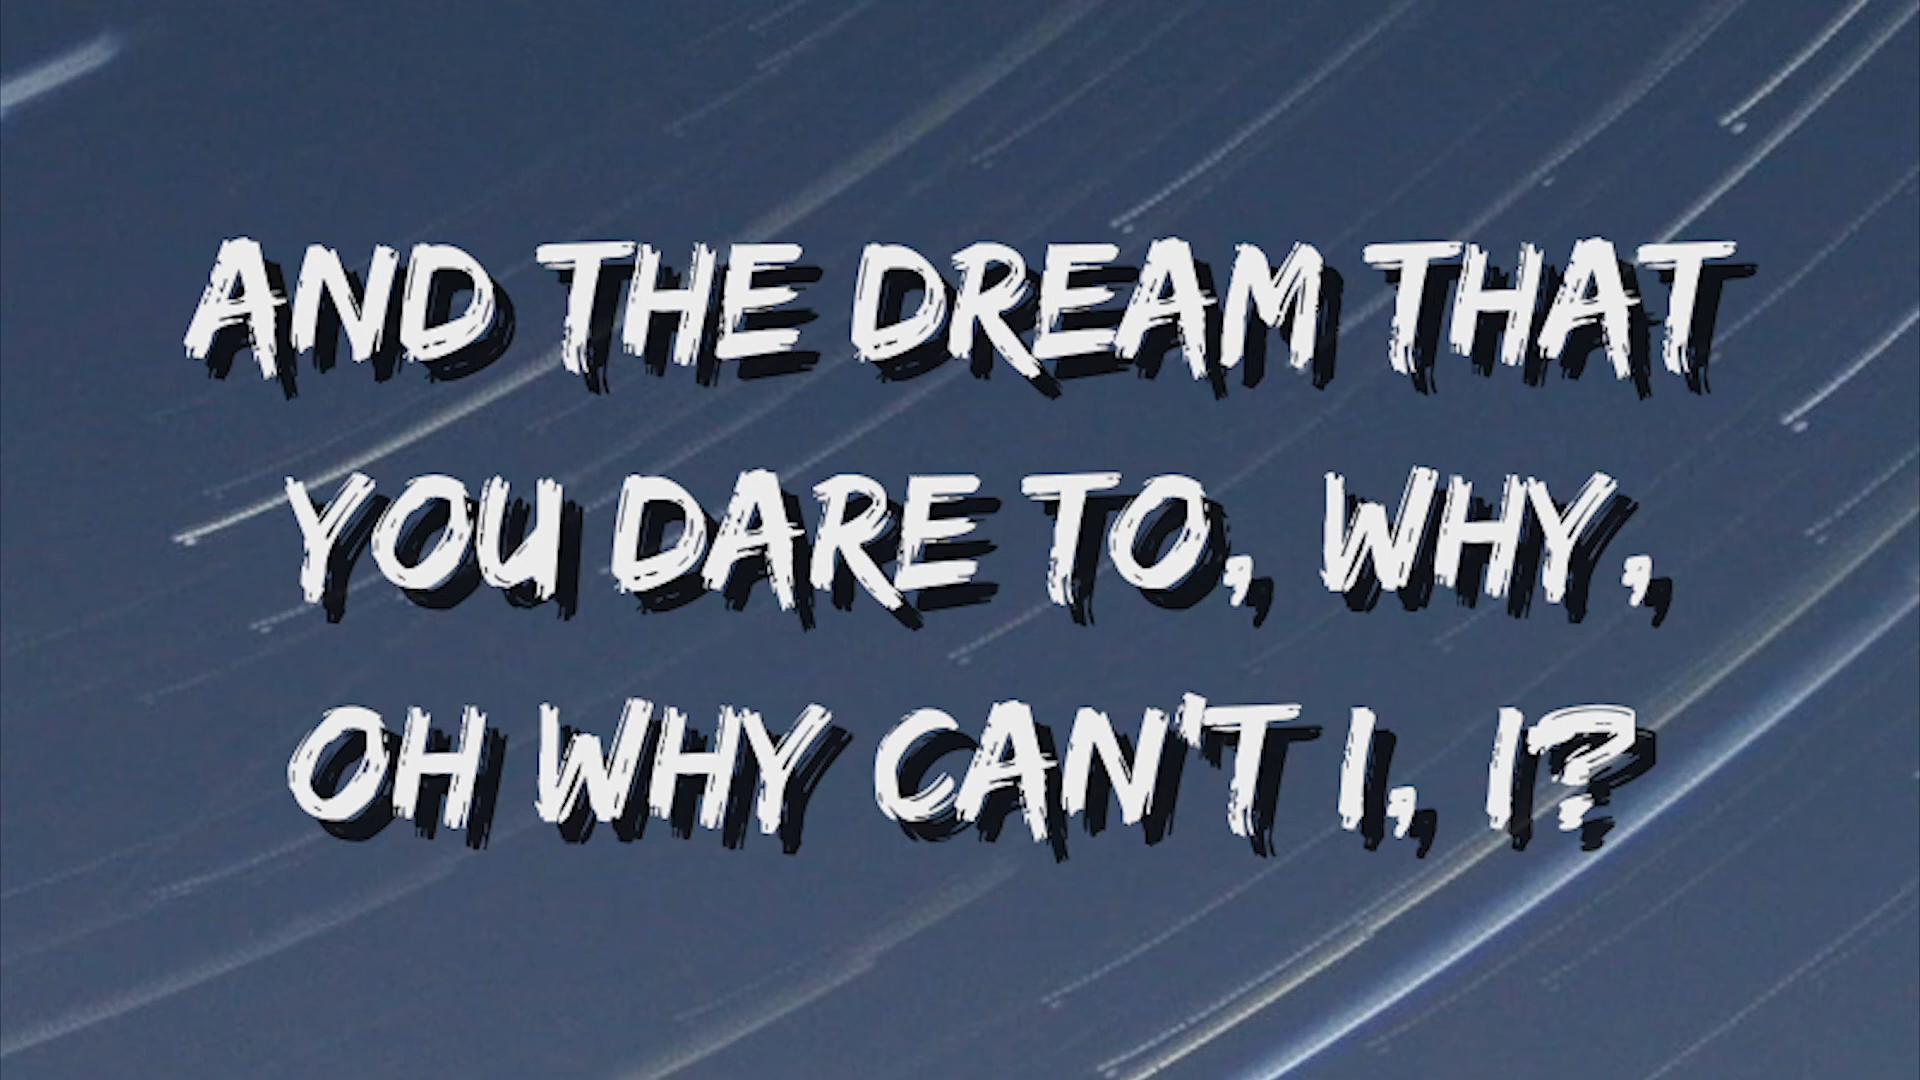 AND THE DREAM THAT
YOU DARE TO, WHY,
OH WHY CAN'T I, I?